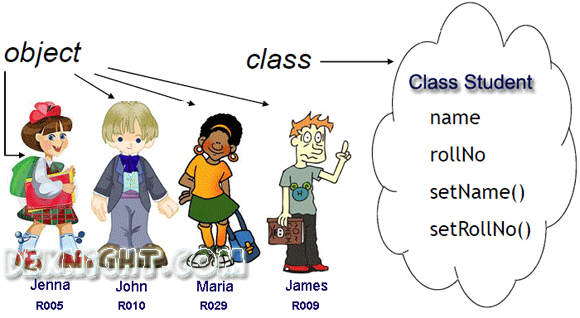 object
class
Class Student
name
rollNo
setName()
setRollNo()
Jenna John Maria James
R005 R010 R029 R009